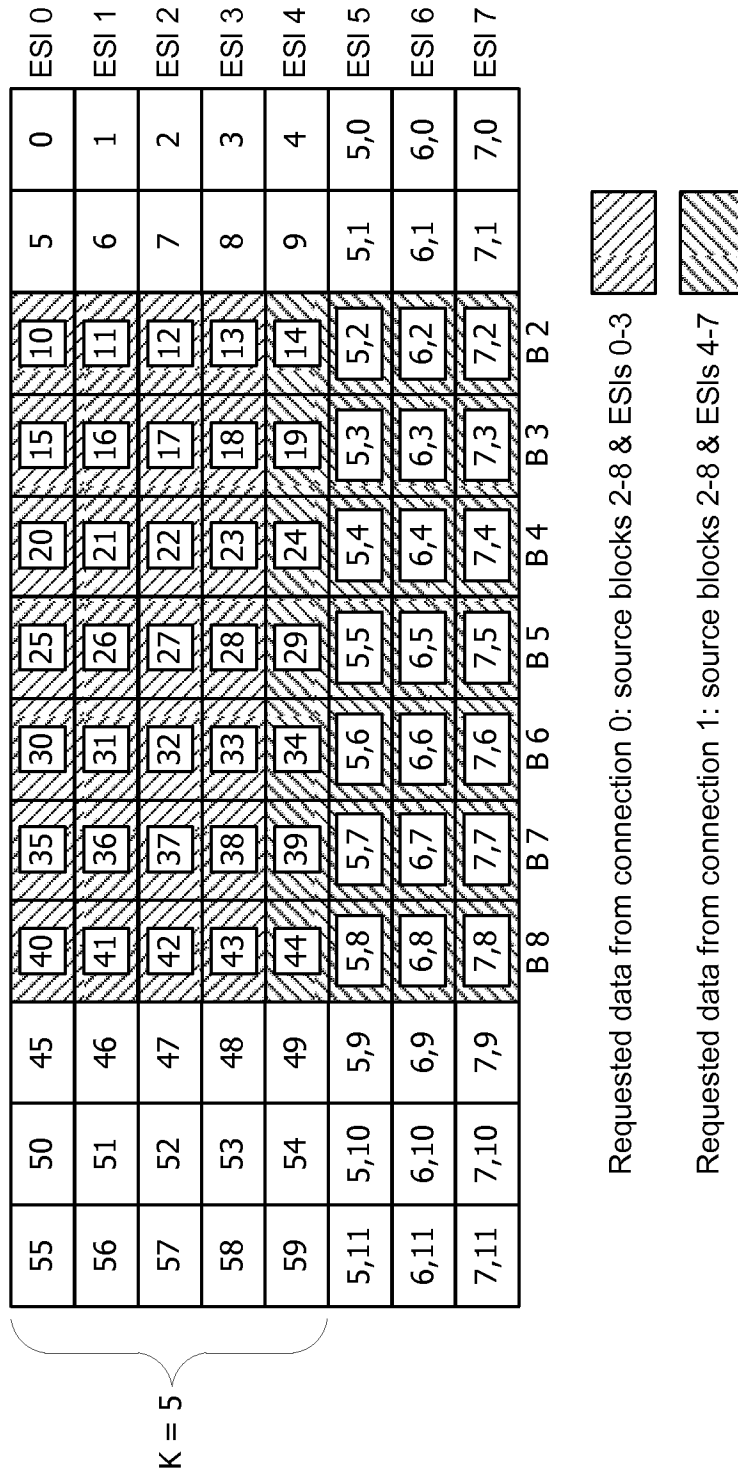 55 50 45 40 35 30 25 20 15 10 5 0 ESI 0
56 51 46 41 36 31 26 21 16 11 6 1 ESI 1
K = 5 57 52 47 42 37 32 27 22 17 12 7 2 ESI 2
58 53 48 43 38 33 28 23 18 13 8 3 ESI 3
59 54 49 44 39 34 29 24 19 14 9 4 ESI 4
5,11 5,10 5,9 5,8 5,7 5,6 5,5 5,4 5,3 5,2 5,1 5,0 ESI 5
6,11 6,10 6,9 6,8 6,7 6,6 6,5 6,4 6,3 6,2 6,1 6,0 ESI 6
7,11 7,10 7,9 7,8 7,7 7,6 7,5 7,4 7,3 7,2 7,1 7,0 ESI 7
B 8 B 7 B 6 B 5 B 4 B 3 B 2
Requested data from connection 0: source blocks 2-8 & ESIs 0-3
Requested data from connection 1: source blocks 2-8 & ESIs 4-7